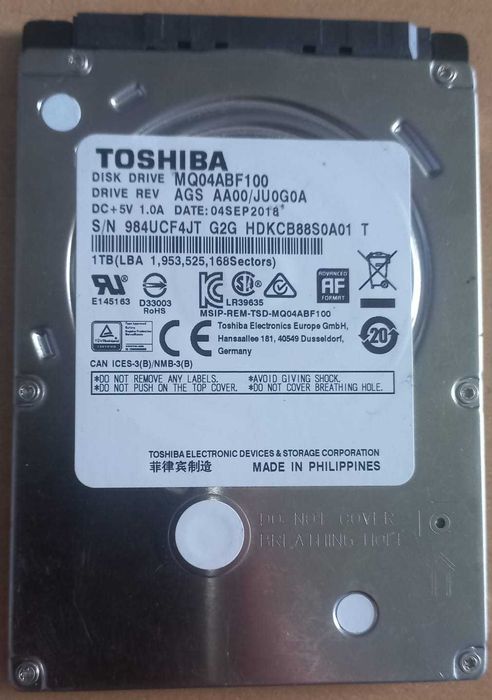 TOSHIBA
DISK DRIVE MQ04ABF100
DRIVE REV AGS AA00/JU0G0A
DC+5V 1.0A DATE:04SEP2018
S/N 984UCF4JT G2G HDKCB88S0A01 T
1TB(LBA 1,953,525,168Sectors)
E145163
D33003
RoHS
LR39635
ADVANCED
AF
FORMAT
MSIP-REM-TSD-MQ04ABF100
Toshiba Electronics Europe GmbH,
Hansaallee 181, 40549 Dusseldorf,
Germany
20
CAN ICES-3(B)/NMB-3(B)
*DO NOT REMOVE ANY LABELS. *AVOID GIVING SHOCK.
*DO NOT PUSH ON THE TOP COVER. *DO NOT COVER BREATHING HOLE.
TOSHIBA ELECTRONIC DEVICES & STORAGE CORPORATION
菲律宾制造 MADE IN PHILIPPINES
DO NOT COVER
BREATHING HOLE